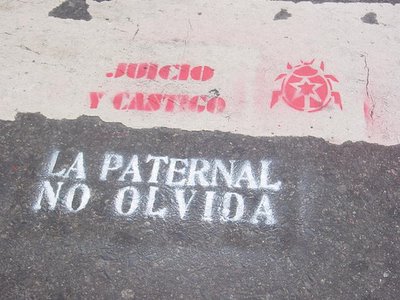 JUICIO
Y CASTIGO
LA PATERNAL
NO OLVIDA